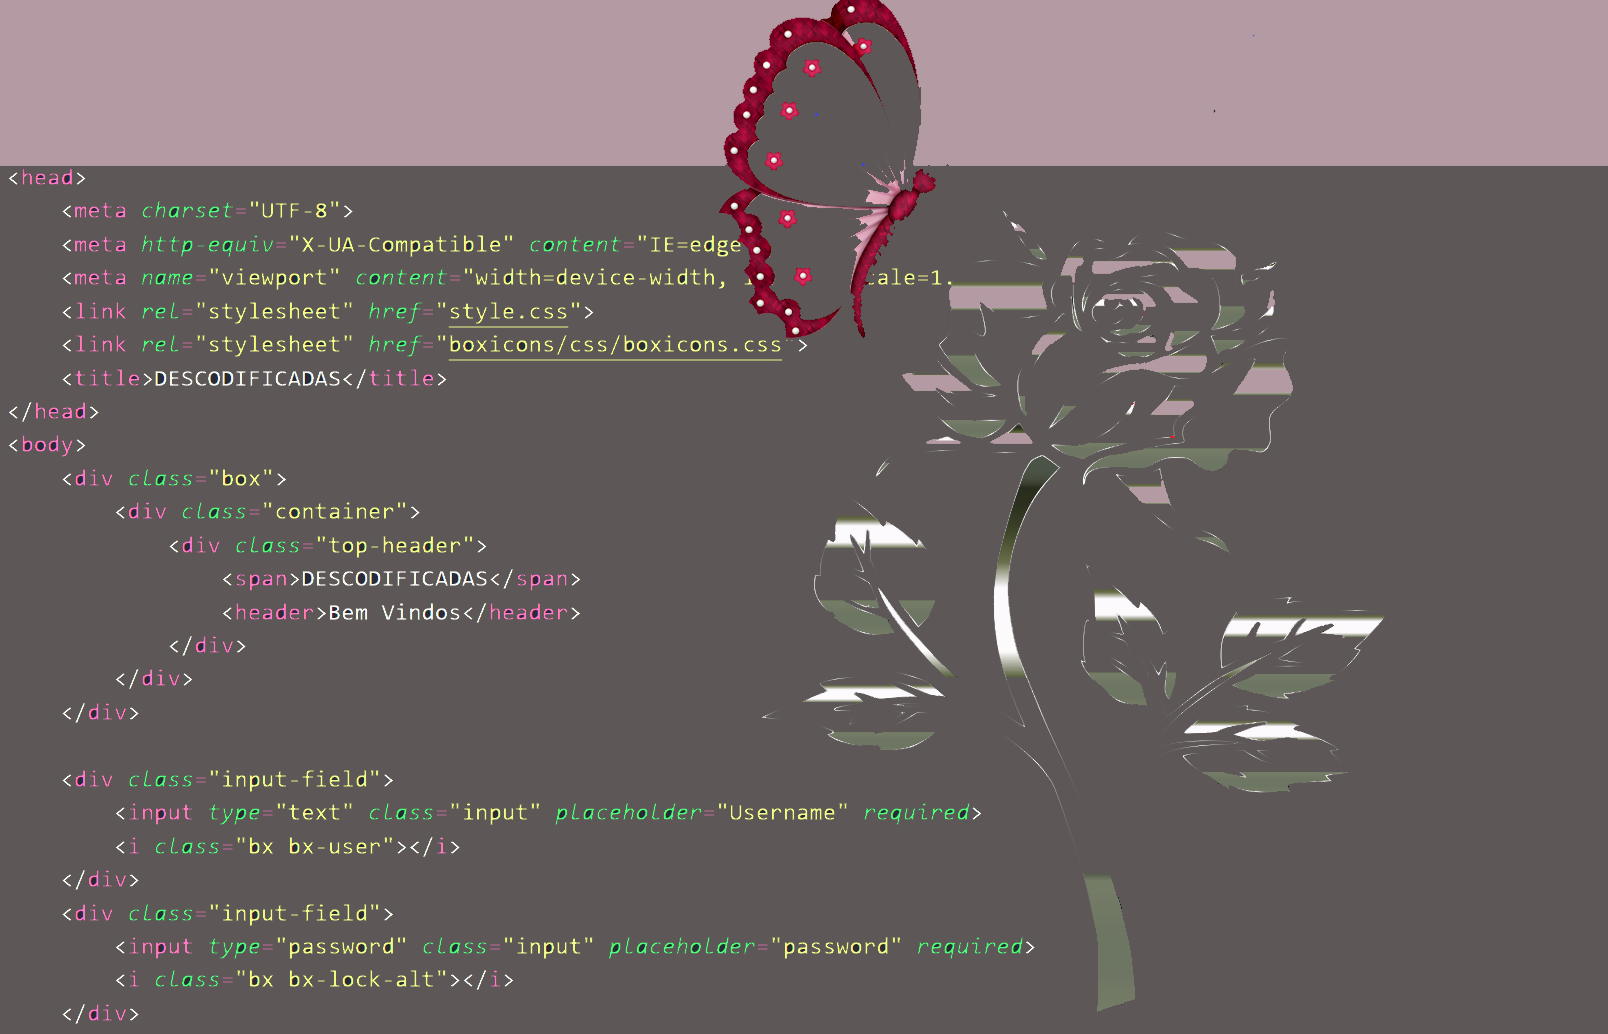 <head>
<meta charset="UTF-8">
<meta http-equiv="X-UA-Compatible" content="IE=edge
<meta name="viewport" content="width=device-width, ale=1.
<link rel="stylesheet" href="style.css">
<link rel="stylesheet" href="boxicons/css/boxicons.css">
<title>DESCODIFICADAS</title>
</head>
<body>
<div class="box">
<div class="container">
<div class="top-header">
<span>DESCODIFICADAS</span>
<header>Bem Vindos</header>
</div>
</div>
</div>
<div class="input-field">
<input type="text" class="input" placeholder="Username" required>
<i class="bx bx-user"></i>
</div>
<div class="input-field">
<input type="password" class="input" placeholder="password" required>
<i class="bx bx-lock-alt"></i>
</div>